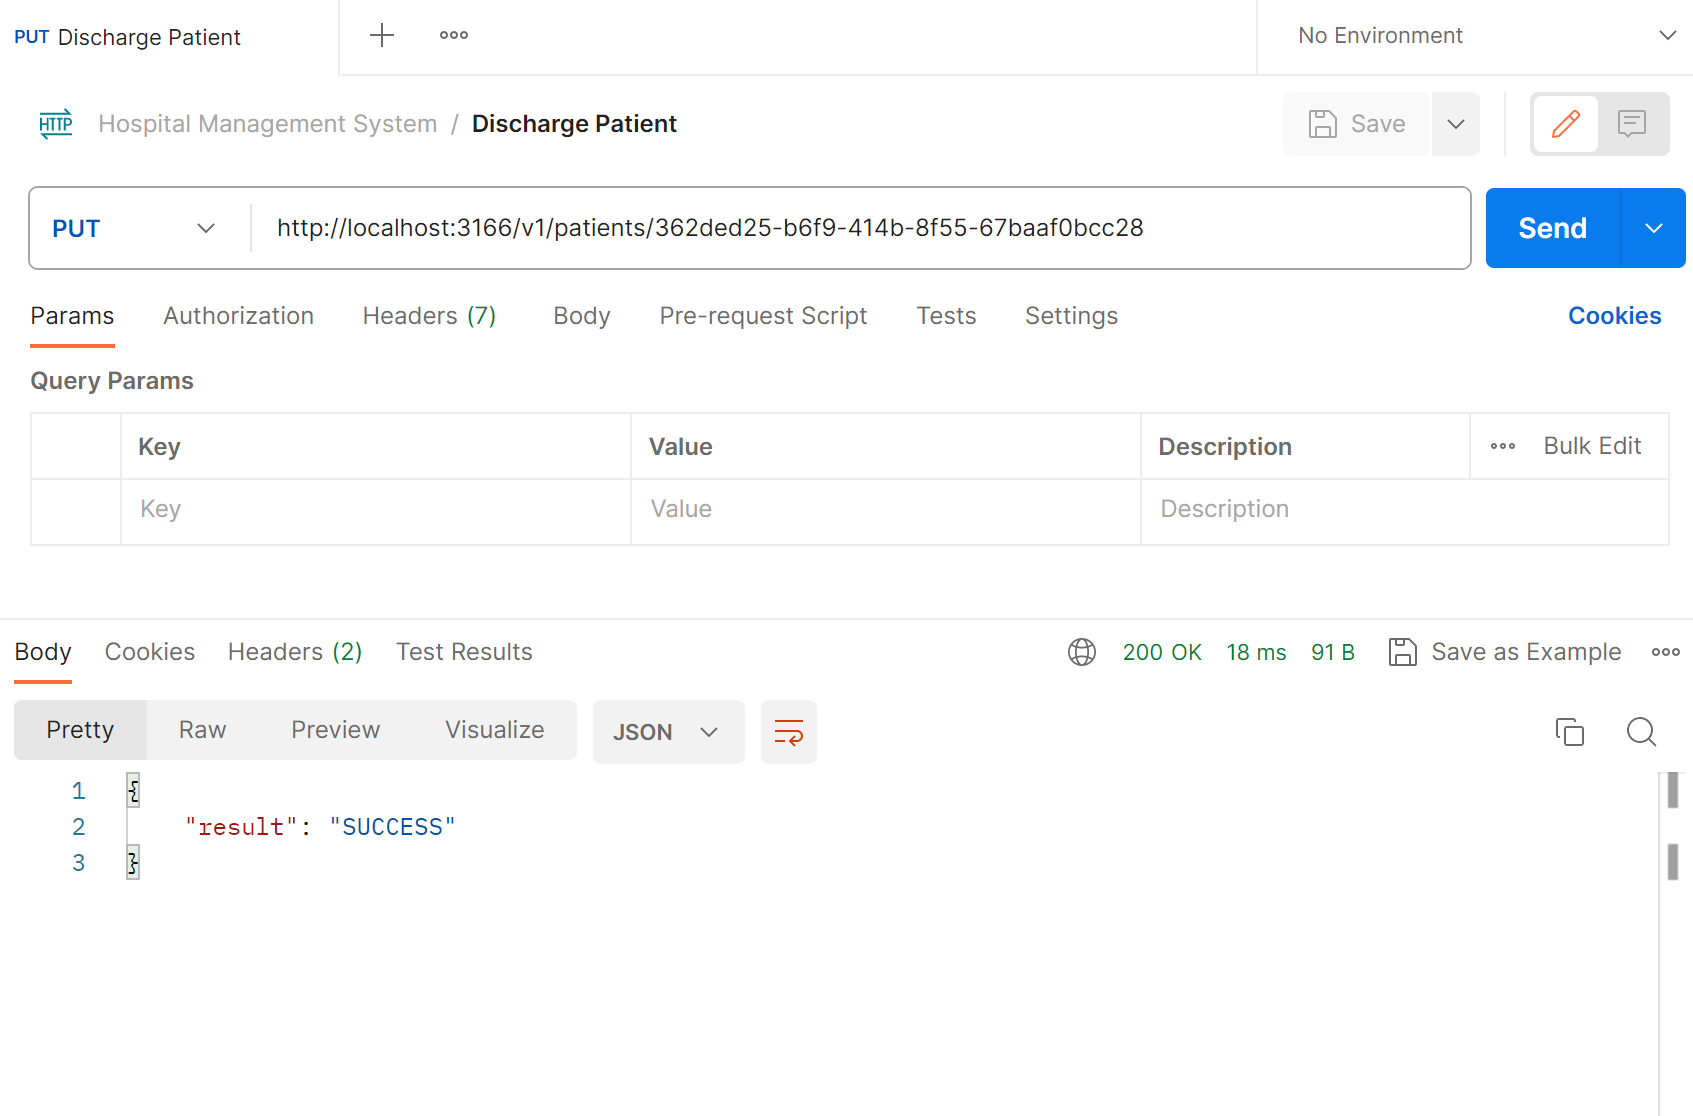 PUT Discharge Patient
No Environment
HTTP Hospital Management System / Discharge Patient
Save
PUT
http://localhost:3166/v1/patients/362ded25-b6f9-414b-8f55-67baaf0bcc28
Send
Params Authorization Headers (7) Body Pre-request Script Tests Settings Cookies
Query Params
Key Value Description Bulk Edit
Key Value Description
Body Cookies Headers (2) Test Results 200 OK 18 ms 91 B Save as Example
Pretty Raw Preview Visualize JSON
1 {
2 "result": "SUCCESS"
3 }